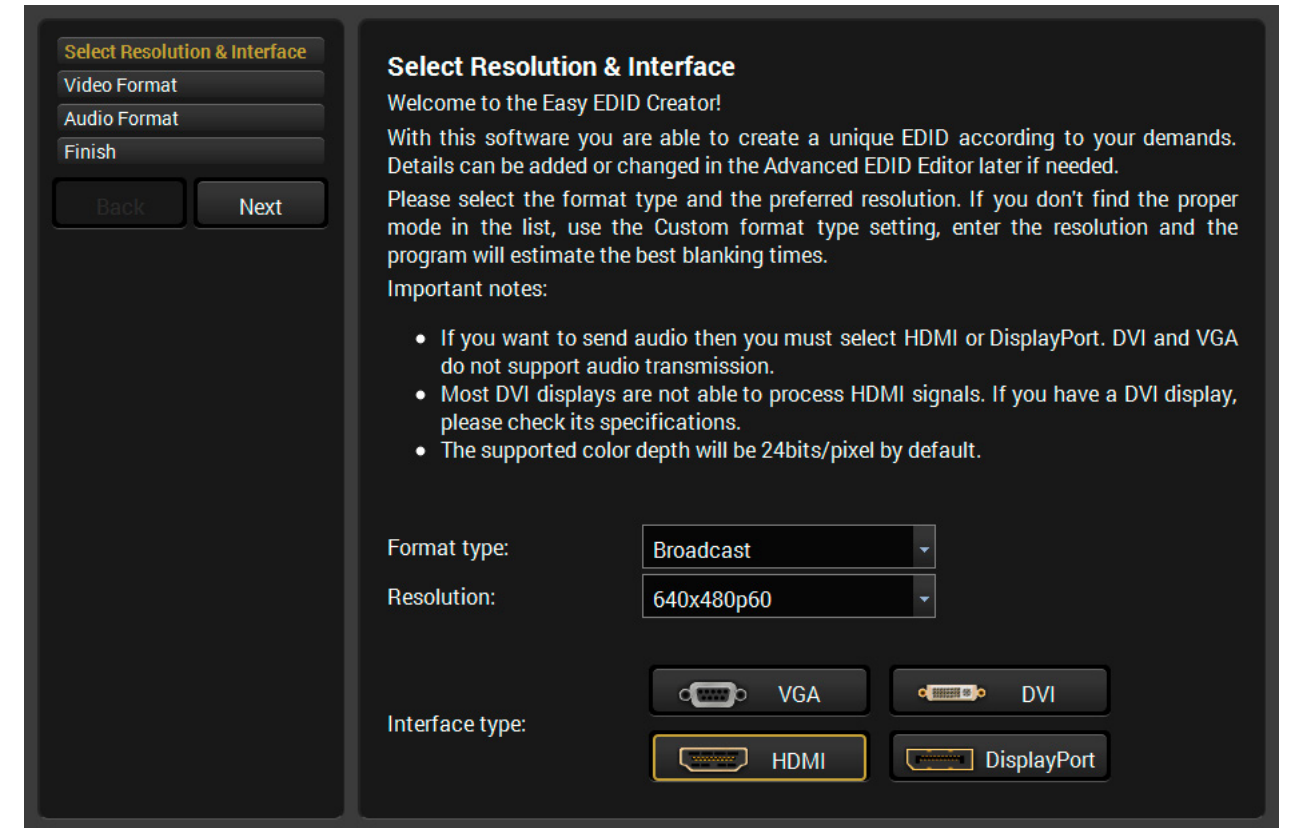 Select Resolution & Interface
Video Format
Audio Format
Finish
Back
Next
Select Resolution & Interface
Welcome to the Easy EDID Creator!
With this software you are able to create a unique EDID according to your demands.
Details can be added or changed in the Advanced EDID Editor later if needed.
Please select the format type and the preferred resolution. If you don't find the proper
mode in the list, use the Custom format type setting, enter the resolution and the
program will estimate the best blanking times.
Important notes:
• If you want to send audio then you must select HDMI or DisplayPort. DVI and VGA
do not support audio transmission.
• Most DVI displays are not able to process HDMI signals. If you have a DVI display,
please check its specifications.
• The supported color depth will be 24bits/pixel by default.
Format type:
Broadcast
Resolution:
640x480p60
Interface type:
VGA
DVI
HDMI
DisplayPort